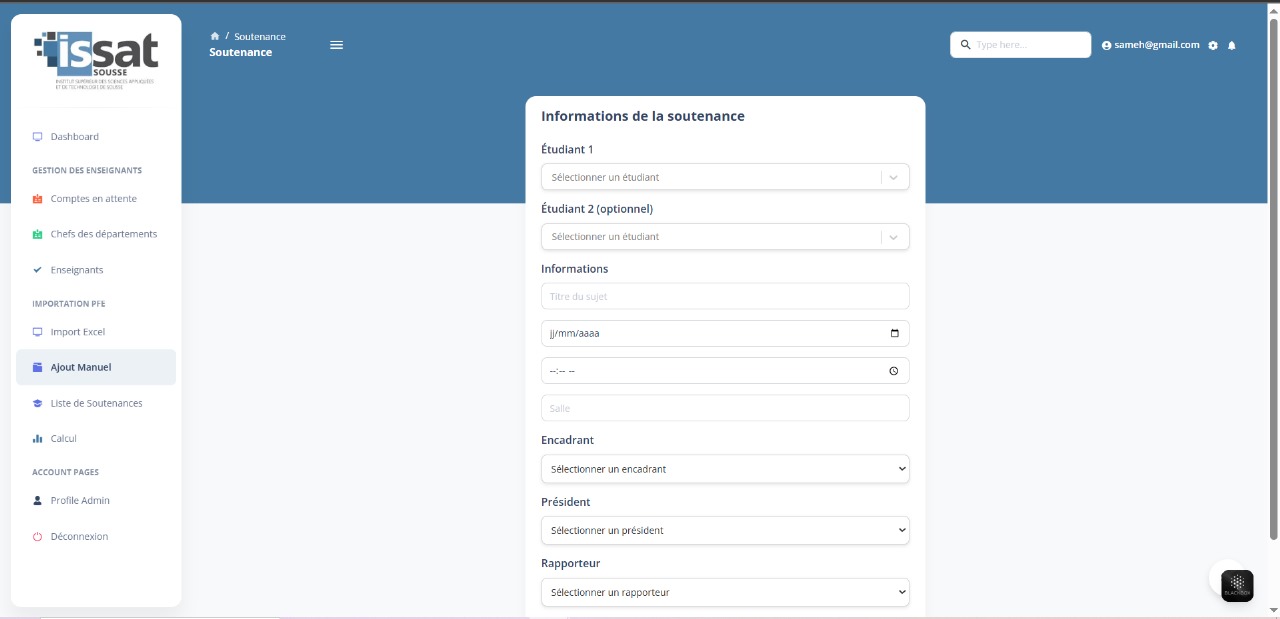 issat
SOUSSE
INSTITUT SUPÉRIEUR DES SCIENCES APPLIQUÉES
ET DE TECHNOLOGIE DE SOUSSE
Dashboard
GESTION DES ENSEIGNANTS
Comptes en attente
Chefs des départements
Enseignants
IMPORTATION PFE
Import Excel
Ajout Manuel
Liste de Soutenances
Calcul
ACCOUNT PAGES
Profile Admin
Déconnexion
/ Soutenance
Soutenance
Type here...
sameh@gmail.com
Informations de la soutenance
Étudiant 1
Sélectionner un étudiant
Étudiant 2 (optionnel)
Sélectionner un étudiant
Informations
Titre du sujet
jj/mm/aaaa
--:-- --
Salle
Encadrant
Sélectionner un encadrant
Président
Sélectionner un président
Rapporteur
Sélectionner un rapporteur
BLACKBOX